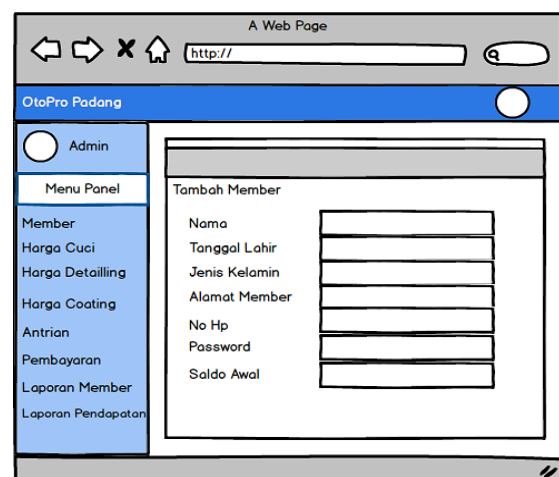 A Web Page
http://
OtoPro Padang
Admin
Menu Panel
Member
Harga Cuci
Harga Detailling
Harga Coating
Antrian
Pembayaran
Laporan Member
Laporan Pendapatan
Tambah Member
Nama
Tanggal Lahir
Jenis Kelamin
Alamat Member
No Hp
Password
Saldo Awal